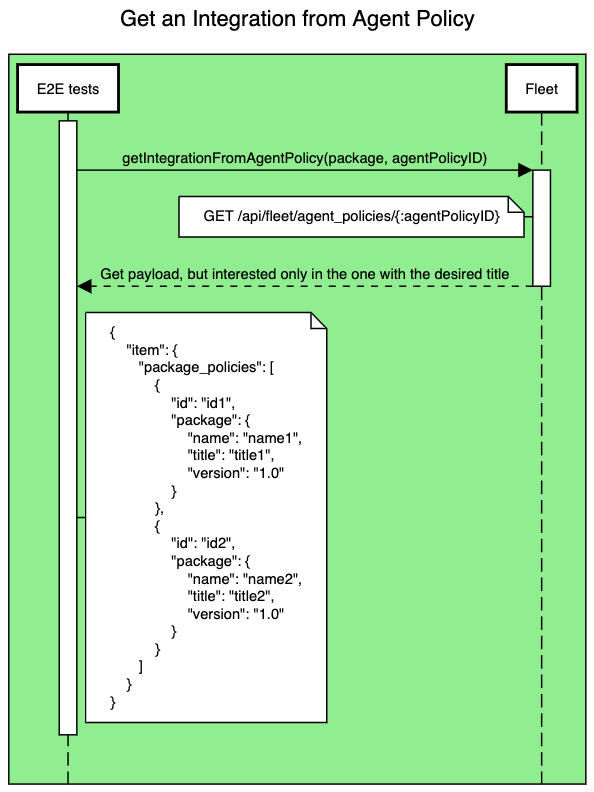 Get an Integration from Agent Policy
E2E tests
Fleet
getIntegrationFromAgentPolicy(package, agentPolicyID)
GET /api/fleet/agent_policies/{:agentPolicyID}
Get payload, but interested only in the one with the desired title
{
"item": {
"package_policies": [
{
"id": "id1",
"package": {
"name": "name1",
"title": "title1",
"version": "1.0"
}
},
{
"id": "id2",
"package": {
"name": "name2",
"title": "title2",
"version": "1.0"
}
}
]
}
}